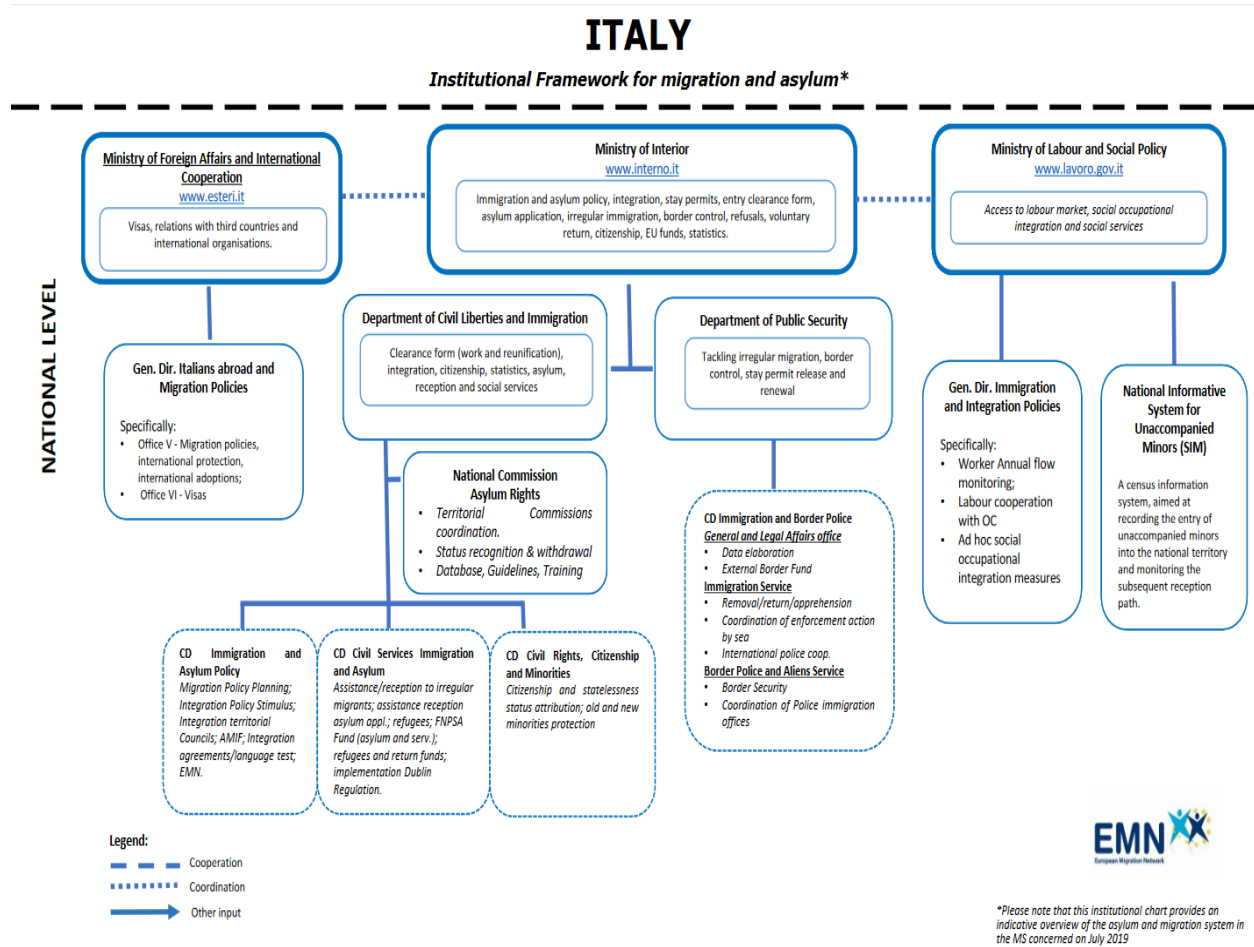 ITALY
Institutional Framework for migration and asylum*
NATIONAL LEVEL
Ministry of Foreign Affairs and International
Cooperation
www.esteri.it
Visas, relations with third countries and
international organisations.
Ministry of Interior
www.interno.it
Immigration and asylum policy, integration, stay permits, entry clearance form,
asylum application, irregular immigration, border control, refusals, voluntary
return, citizenship, EU funds, statistics.
Ministry of Labour and Social Policy
www.lavoro.gov.it
Access to labour market, social occupational
integration and social services
Gen. Dir. Italians abroad and
Migration Policies
Specifically:
• Office V - Migration policies,
international protection,
international adoptions;
• Office VI - Visas
Department of Civil Liberties and Immigration
Clearance form (work and reunification),
integration, citizenship, statistics, asylum,
reception and social services
Department of Public Security
Tackling irregular migration, border
control, stay permit release and
renewal
Gen. Dir. Immigration
and Integration Policies
Specifically:
• Worker Annual flow
monitoring;
• Labour cooperation
with OC
• Ad hoc social
occupational
integration measures
National Informative
System for
Unaccompanied
Minors (SIM)
A census information
system, aimed at
recording the entry of
unaccompanied minors
into the national territory
and monitoring the
subsequent reception
path.
National Commission
Asylum Rights
• Territorial Commissions
coordination.
• Status recognition & withdrawal
• Database, Guidelines, Training
CD Immigration and Border Police
General and Legal Affairs office
• Data elaboration
• External Border Fund
Immigration Service
• Removal/return/apprehension
• Coordination of enforcement action
by sea
• International police coop.
Border Police and Aliens Service
• Border Security
• Coordination of Police immigration
offices
CD Immigration and
Asylum Policy
Migration Policy Planning;
Integration Policy Stimulus;
Integration territorial
Councils; AMIF; Integration
agreements/language test;
EMN.
CD Civil Services Immigration
and Asylum
Assistance/reception to irregular
migrants; assistance reception
asylum appl.; refugees; FNPSA
Fund (asylum and serv.);
refugees and return funds;
implementation Dublin
Regulation.
CD Civil Rights, Citizenship
and Minorities
Citizenship and statelessness
status attribution; old and new
minorities protection
Legend:
Cooperation
Coordination
Other input
EMN
European Migration Network
*Please note that this institutional chart provides an
indicative overview of the asylum and migration system in
the MS concerned on July 2019